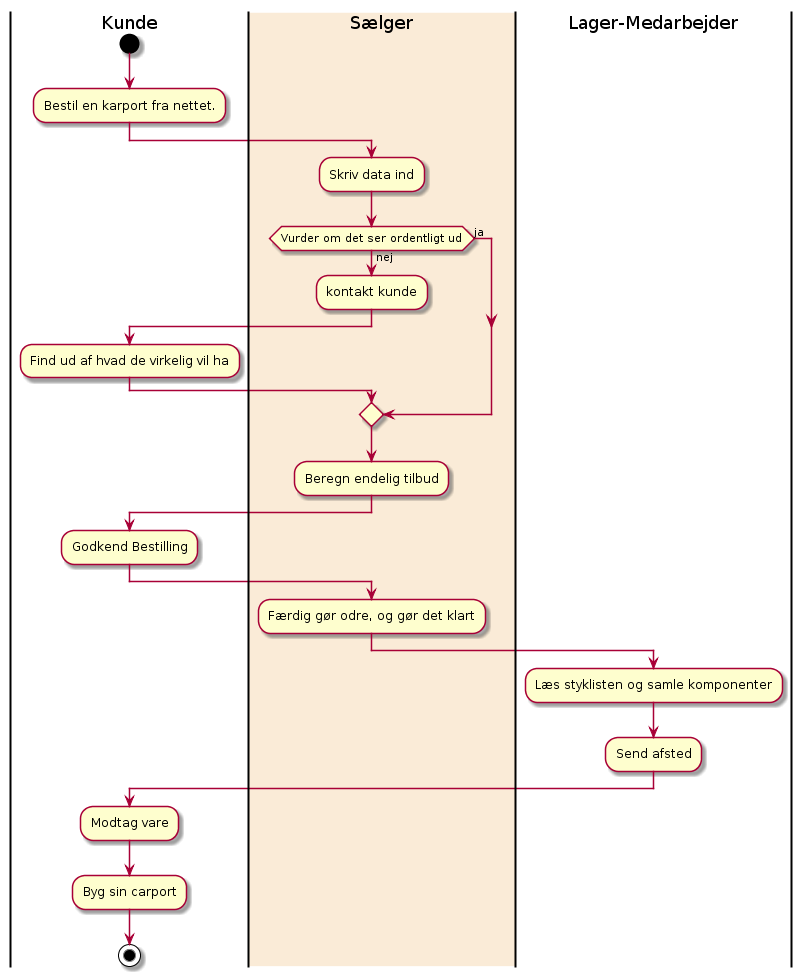 Kunde
Sælger
Lager-Medarbejder
Bestil en karport fra nettet.
Skriv data ind
Vurder om det ser ordentligt ud
ja
nej
kontakt kunde
Find ud af hvad de virkelig vil ha
Beregn endelig tilbud
Godkend Bestilling
Færdig gør odre, og gør det klart
Læs styklisten og samle komponenter
Send afsted
Modtag vare
Byg sin carport